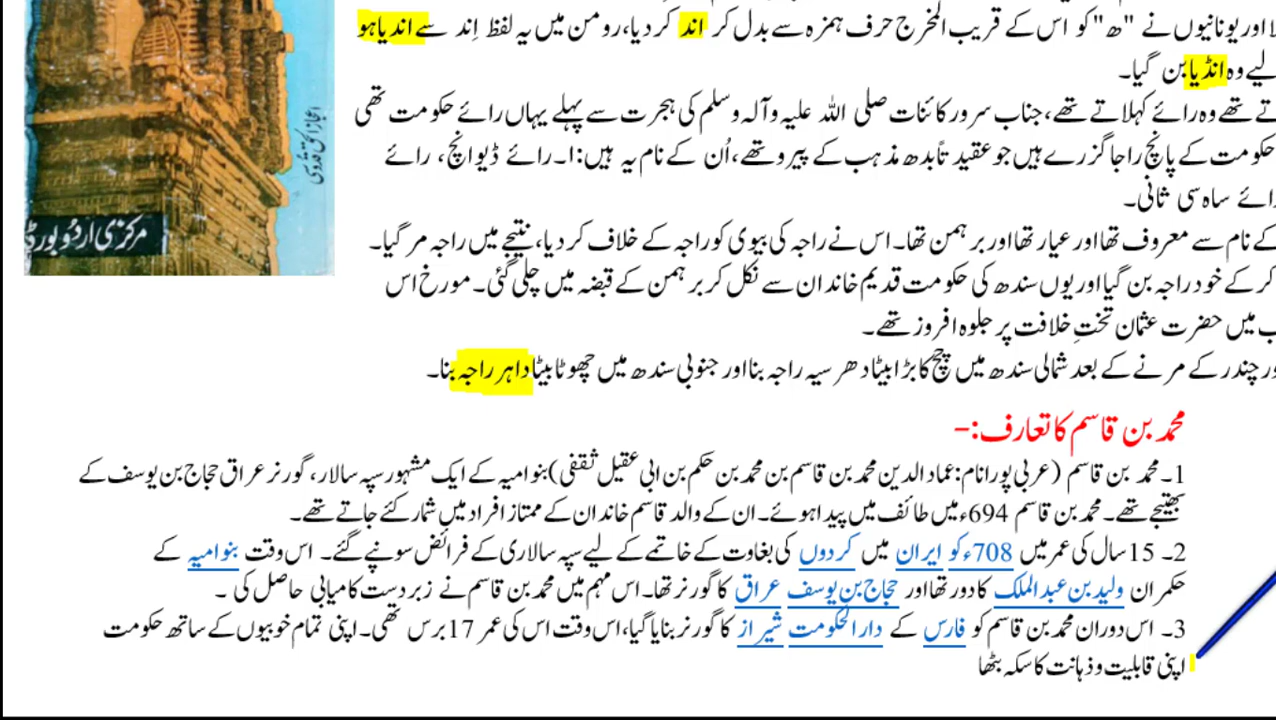 اور یونانیوں نے "ھ" کو اس کے قریب المخرج حرف ہمزہ سے بدل کر اند کر دیا، رومن میں یہ لفظ اِند سے اندیا ہو
لیے وہ انڈیا بن گیا۔
تے تھے وہ رائے کہلاتے تھے، جناب سرور کائنات صلی اللہ علیہ وآلہ وسلم کی ہجرت سے پہلے یہاں رائے حکومت تھی
حکومت کے پانچ راجا گزرے ہیں جو عقیدتاً بدھ مذہب کے پیرو تھے، اُن کے نام یہ ہیں: ا۔ رائے ڈیوانچ، رائے
رائے ساہ سی ثانی۔
کے نام سے معروف تھا اور عیار تھا اور برہمن تھا۔ اس نے راجہ کی بیوی کو راجہ کے خلاف کر دیا، نتیجے میں راجہ مر گیا۔
کر کے خود راجہ بن گیا اور یوں سندھ کی حکومت قدیم خاندان سے نکل کر برہمن کے قبضہ میں چلی گئی۔ مورخ اس
ب میں حضرت عثمان تختِ خلافت پر جلوہ افروز تھے۔
ور چندر کے مرنے کے بعد شمالی سندھ میں چچ کا بڑا بیٹا دھرسیہ راجہ بنا اور جنوبی سندھ میں چھوٹا بیٹا داہر راجہ بنا۔
اعجاز الحق قدوسی
مرکزی اردو بورڈ
محمد بن قاسم کا تعارف:-
1۔ محمد بن قاسم (عربی پورا نام: عماد الدین محمد بن قاسم بن محمد بن حکم بن ابی عقیل ثقفی) بنو امیہ کے ایک مشہور سپہ سالار، گورنر عراق حجاج بن یوسف کے
بھتیجے تھے۔ محمد بن قاسم 694ء میں طائف میں پیدا ہوئے۔ ان کے والد قاسم خاندان کے ممتاز افراد میں شمار کئے جاتے تھے۔
2۔ 15 سال کی عمر میں 708ء کو ایران میں کردوں کی بغاوت کے خاتمے کے لیے سپہ سالاری کے فرائض سونپے گئے۔ اس وقت بنو امیہ کے
حکمران ولید بن عبد الملک کا دور تھا اور حجاج بن یوسف عراق کا گورنر تھا۔ اس مہم میں محمد بن قاسم نے زبردست کامیابی حاصل کی ۔
3۔ اس دوران محمد بن قاسم کو فارس کے دار الحکومت شیراز کا گورنر بنایا گیا، اس وقت اس کی عمر 17 برس تھی۔ اپنی تمام خوبیوں کے ساتھ حکومت
اپنی قابلیت و ذہانت کا سکہ بٹھا